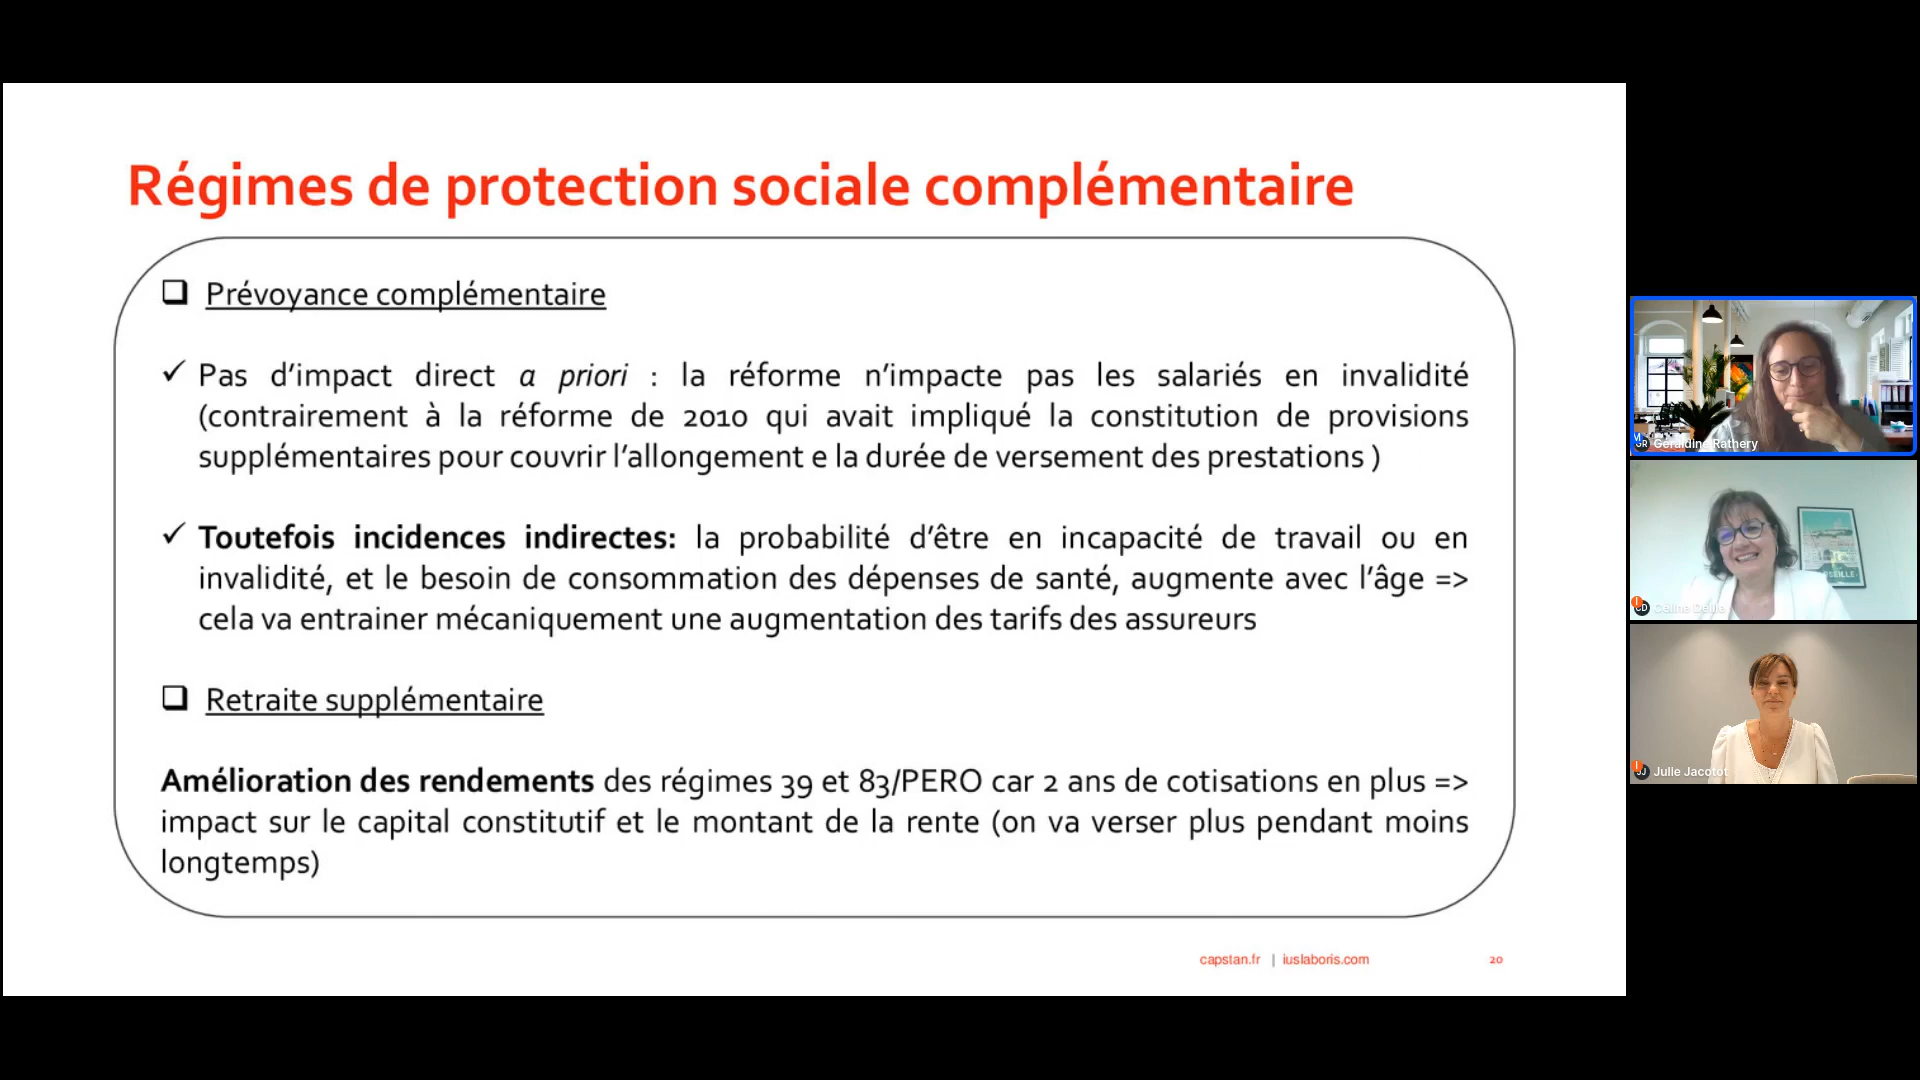 Régimes de protection sociale complémentaire
Prévoyance complémentaire
Pas d’impact direct a priori : la réforme n’impacte pas les salariés en invalidité
(contrairement à la réforme de 2010 qui avait impliqué la constitution de provisions
supplémentaires pour couvrir l’allongement e la durée de versement des prestations )
Toutefois incidences indirectes: la probabilité d’être en incapacité de travail ou en
invalidité, et le besoin de consommation des dépenses de santé, augmente avec l’âge =>
cela va entrainer mécaniquement une augmentation des tarifs des assureurs
Retraite supplémentaire
Amélioration des rendements des régimes 39 et 83/PERO car 2 ans de cotisations en plus =>
impact sur le capital constitutif et le montant de la rente (on va verser plus pendant moins
longtemps)
capstan.fr | iuslaboris.com 20
GR Géraldine Rathery
CD Céline
JJ Julie Jacotot